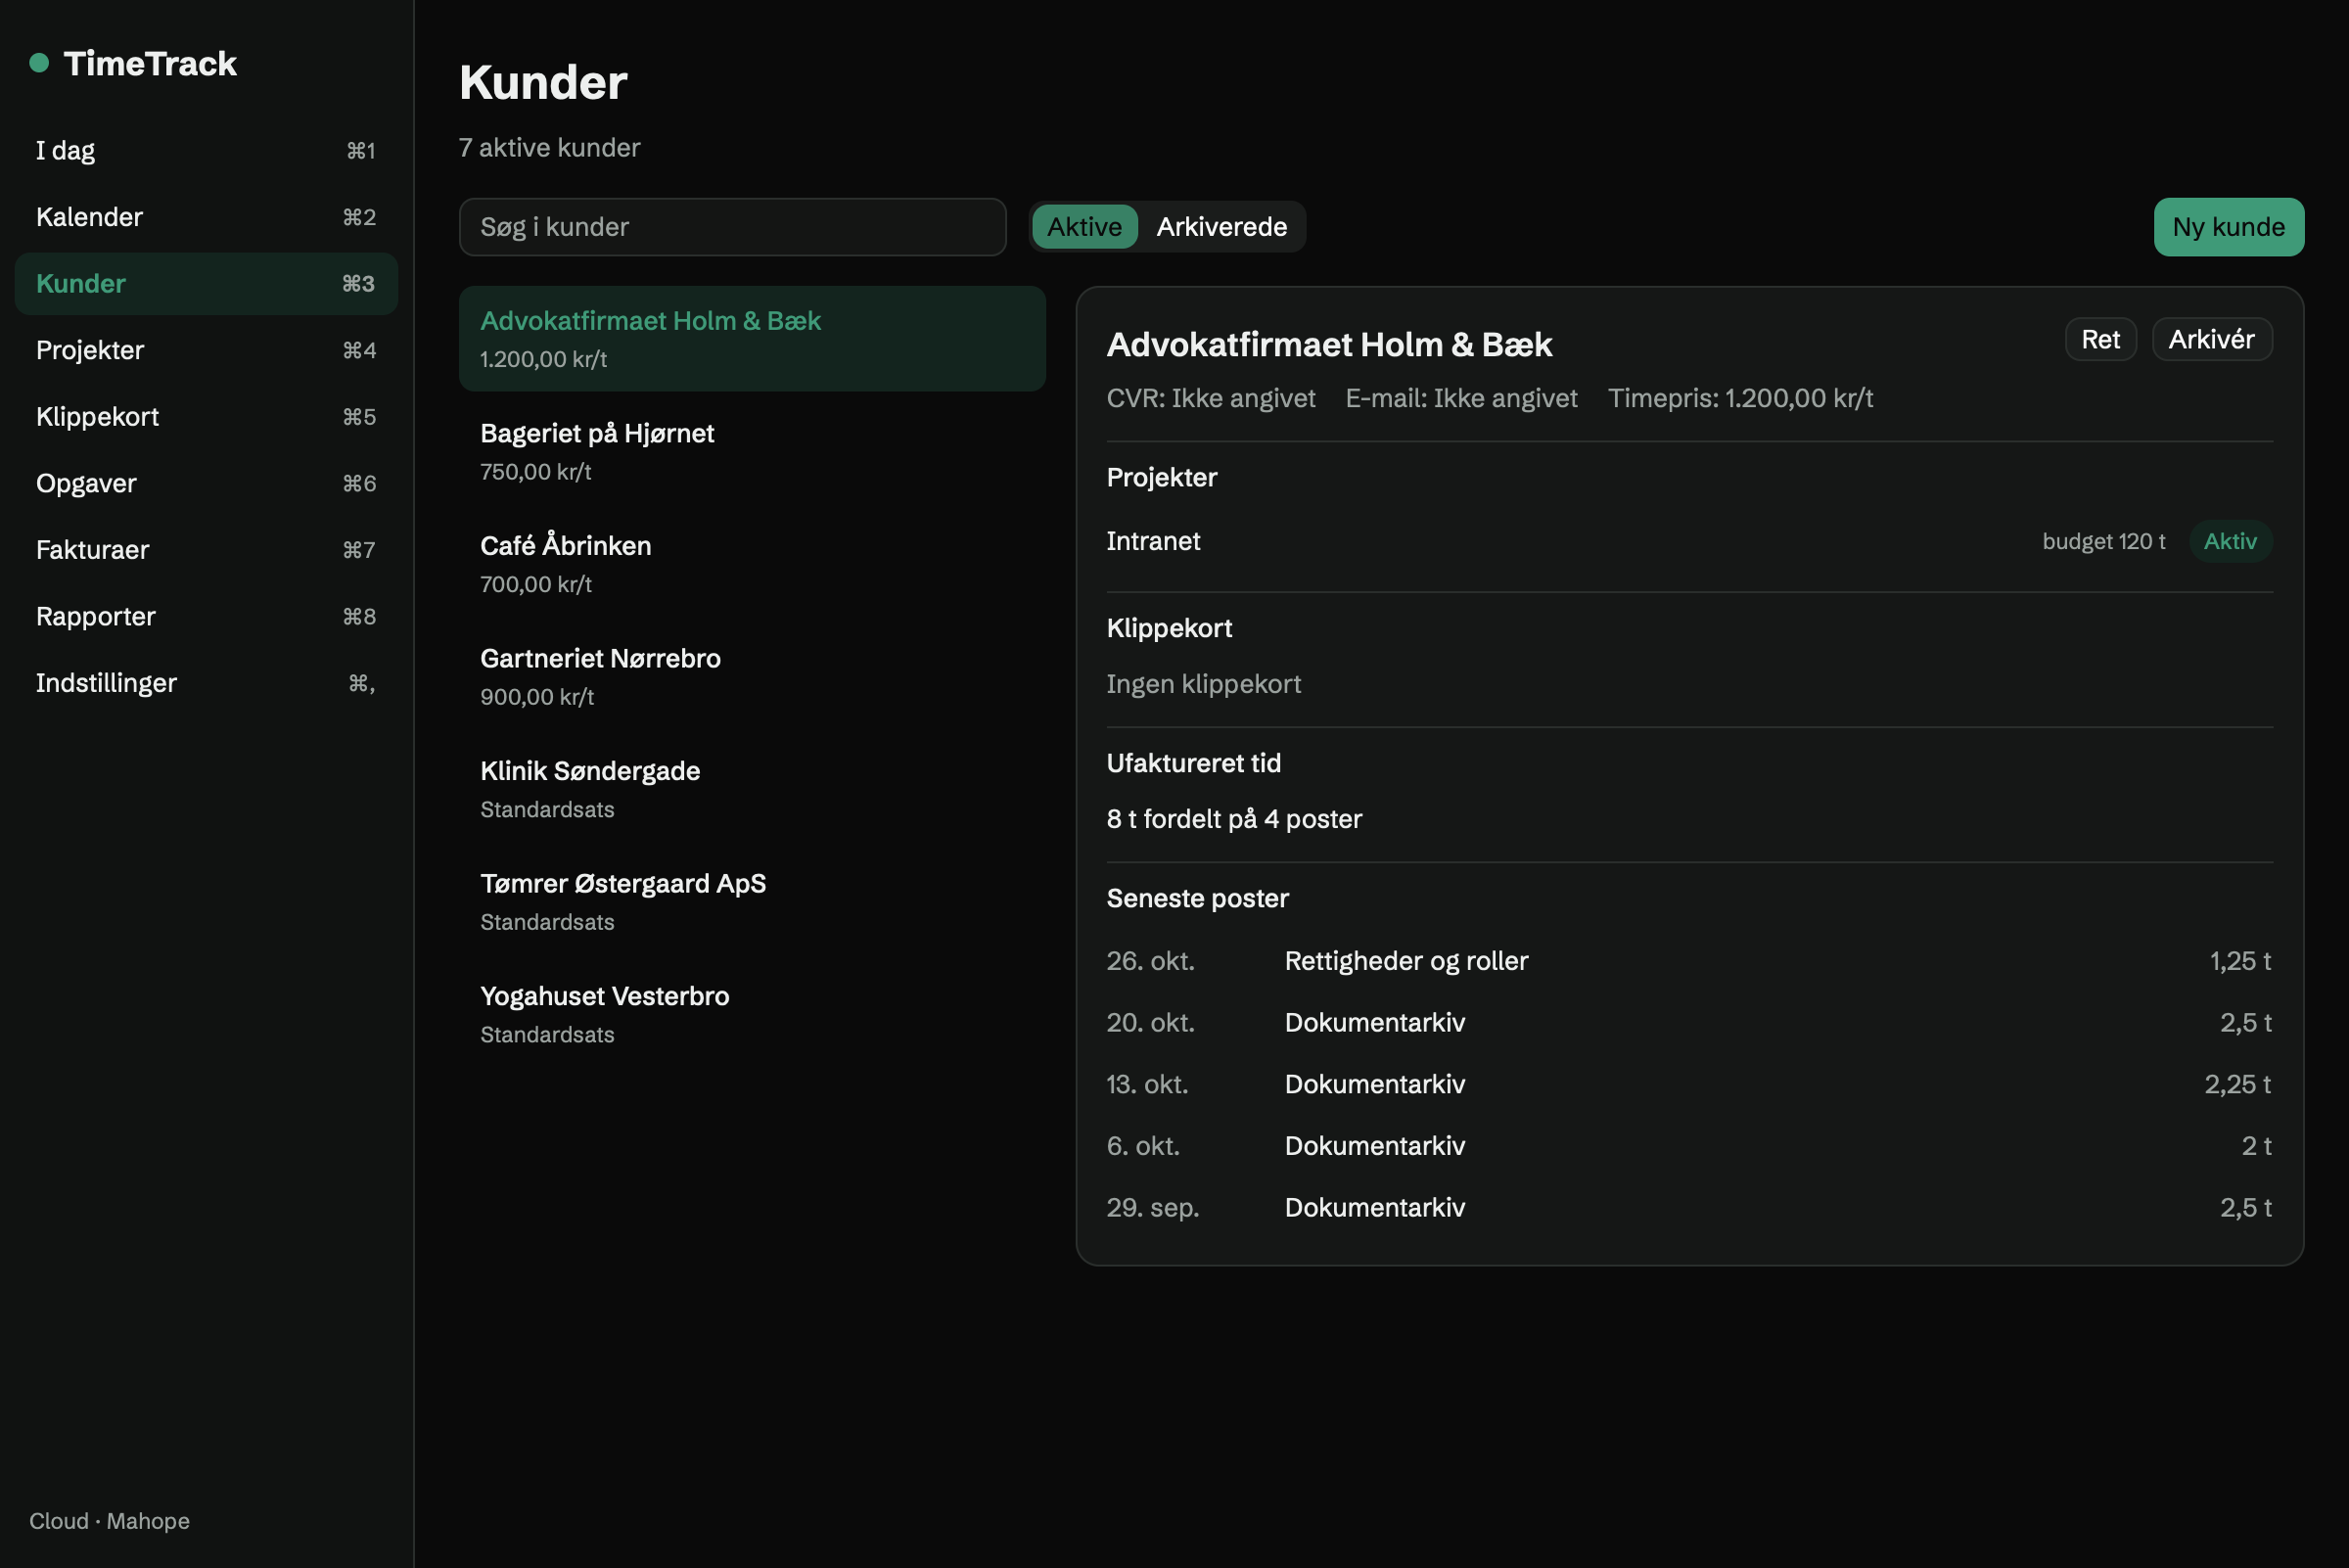 TimeTrack
I dag ⌘1
Kalender ⌘2
Kunder ⌘3
Projekter ⌘4
Klippekort ⌘5
Opgaver ⌘6
Fakturaer ⌘7
Rapporter ⌘8
Indstillinger ⌘,
Cloud · Mahope
Kunder
7 aktive kunder
Søg i kunder Aktive Arkiverede Ny kunde
Advokatfirmaet Holm & Bæk
1.200,00 kr/t
Bageriet på Hjørnet
750,00 kr/t
Café Åbrinken
700,00 kr/t
Gartneriet Nørrebro
900,00 kr/t
Klinik Søndergade
Standardsats
Tømrer Østergaard ApS
Standardsats
Yogahuset Vesterbro
Standardsats
Advokatfirmaet Holm & Bæk Ret Arkivér
CVR: Ikke angivet E-mail: Ikke angivet Timepris: 1.200,00 kr/t
Projekter
Intranet budget 120 t Aktiv
Klippekort
Ingen klippekort
Ufaktureret tid
8 t fordelt på 4 poster
Seneste poster
26. okt. Rettigheder og roller 1,25 t
20. okt. Dokumentarkiv 2,5 t
13. okt. Dokumentarkiv 2,25 t
6. okt. Dokumentarkiv 2 t
29. sep. Dokumentarkiv 2,5 t